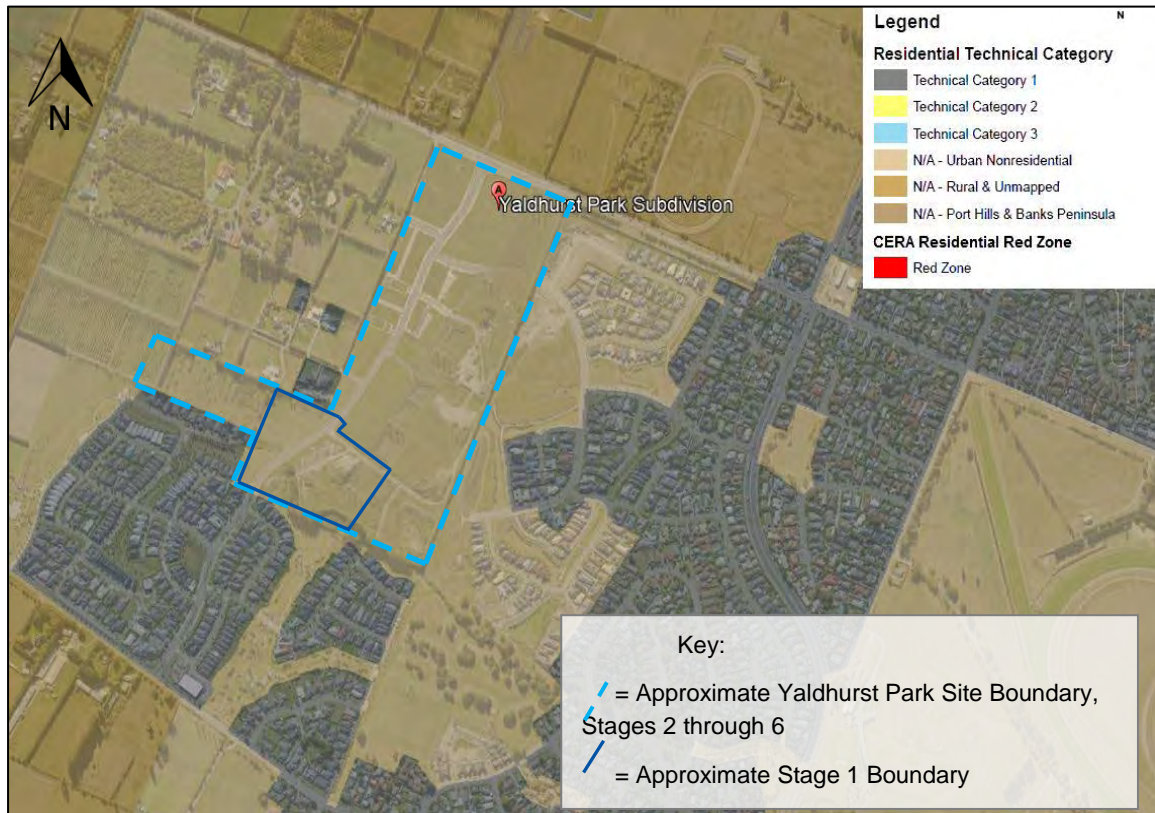 Legend
N
Residential Technical Category
Technical Category 1
Technical Category 2
Technical Category 3
N/A - Urban Nonresidential
N/A - Rural & Unmapped
N/A - Port Hills & Banks Peninsula
CERA Residential Red Zone
Red Zone
N
A
Yaldhurst Park Subdivision
Key:
= Approximate Yaldhurst Park Site Boundary,
Stages 2 through 6
= Approximate Stage 1 Boundary